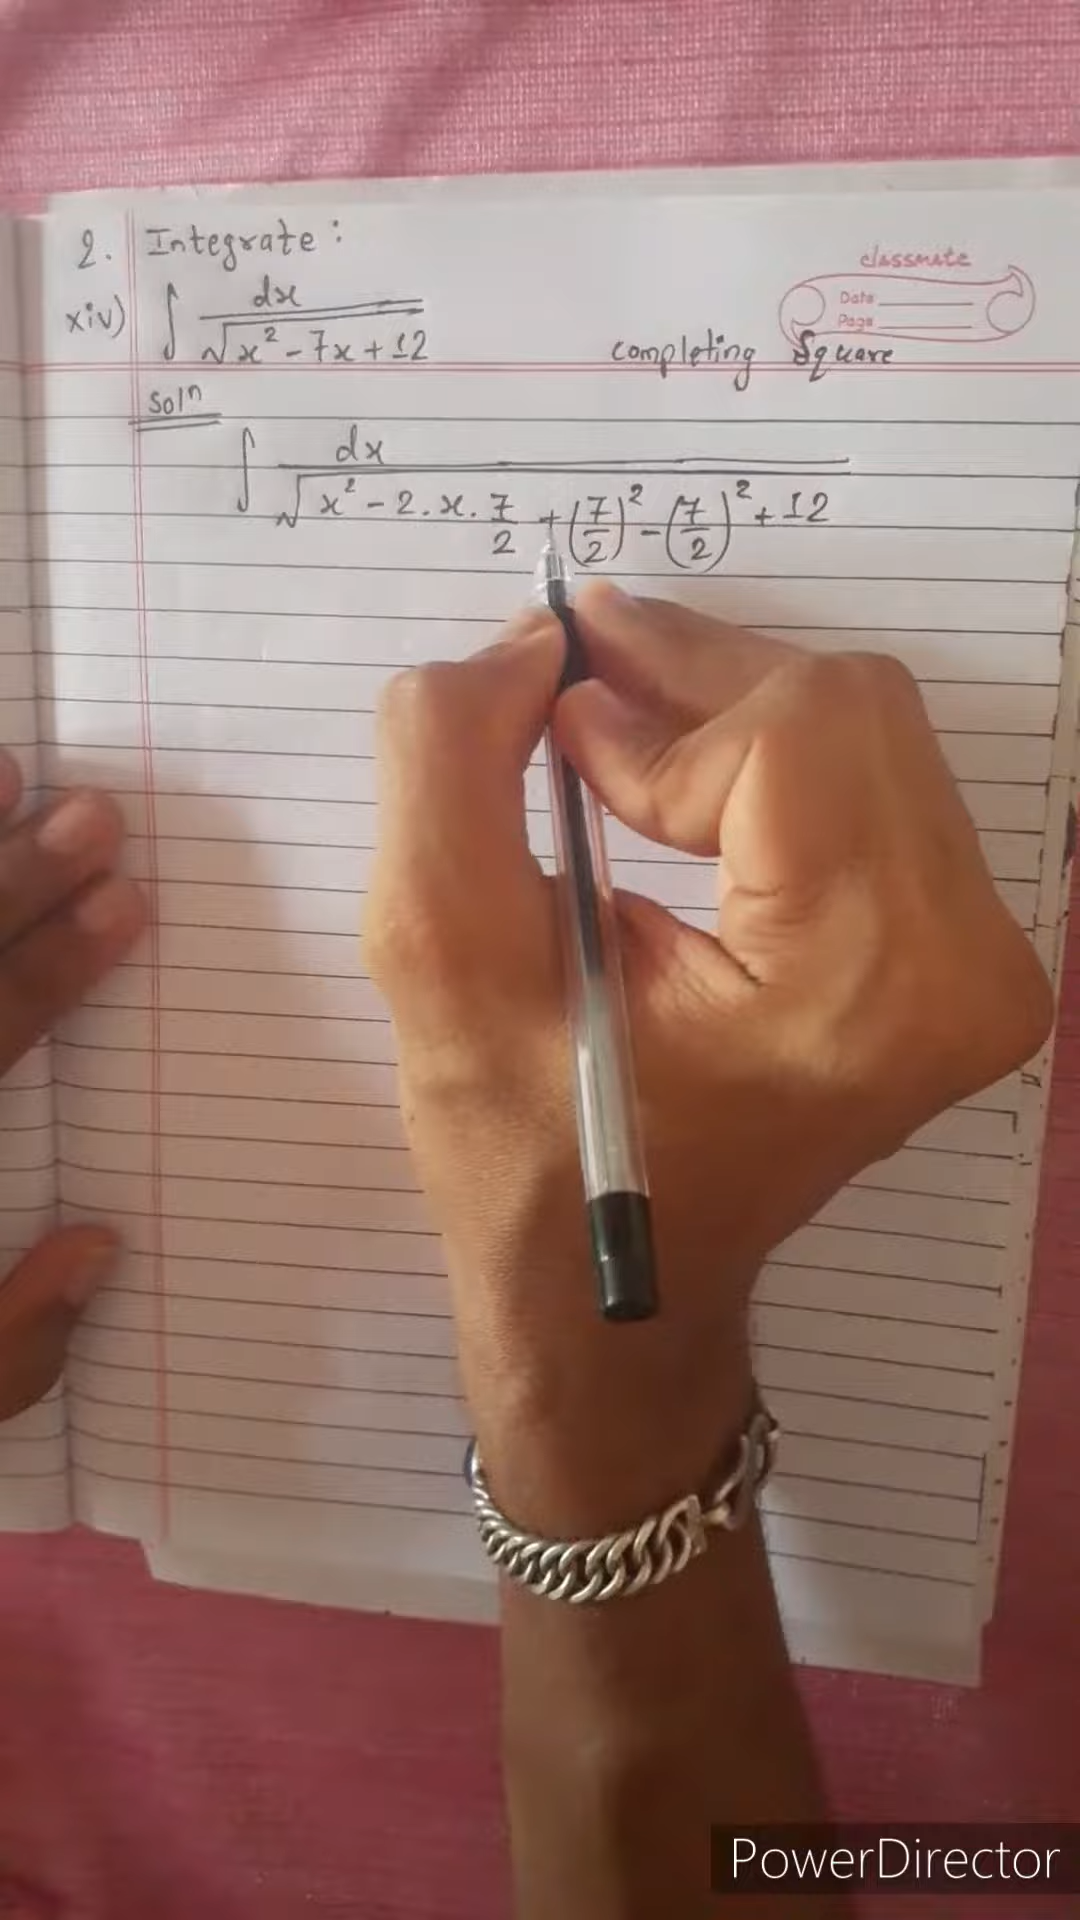 2. Integrate:
classmate
Date
Page
xiv) ∫ dx / √(x² - 7x + 12)
completing Square
Solⁿ
∫ dx / √(x² - 2.x.7/2 + (7/2)² - (7/2)² + 12)
PowerDirector